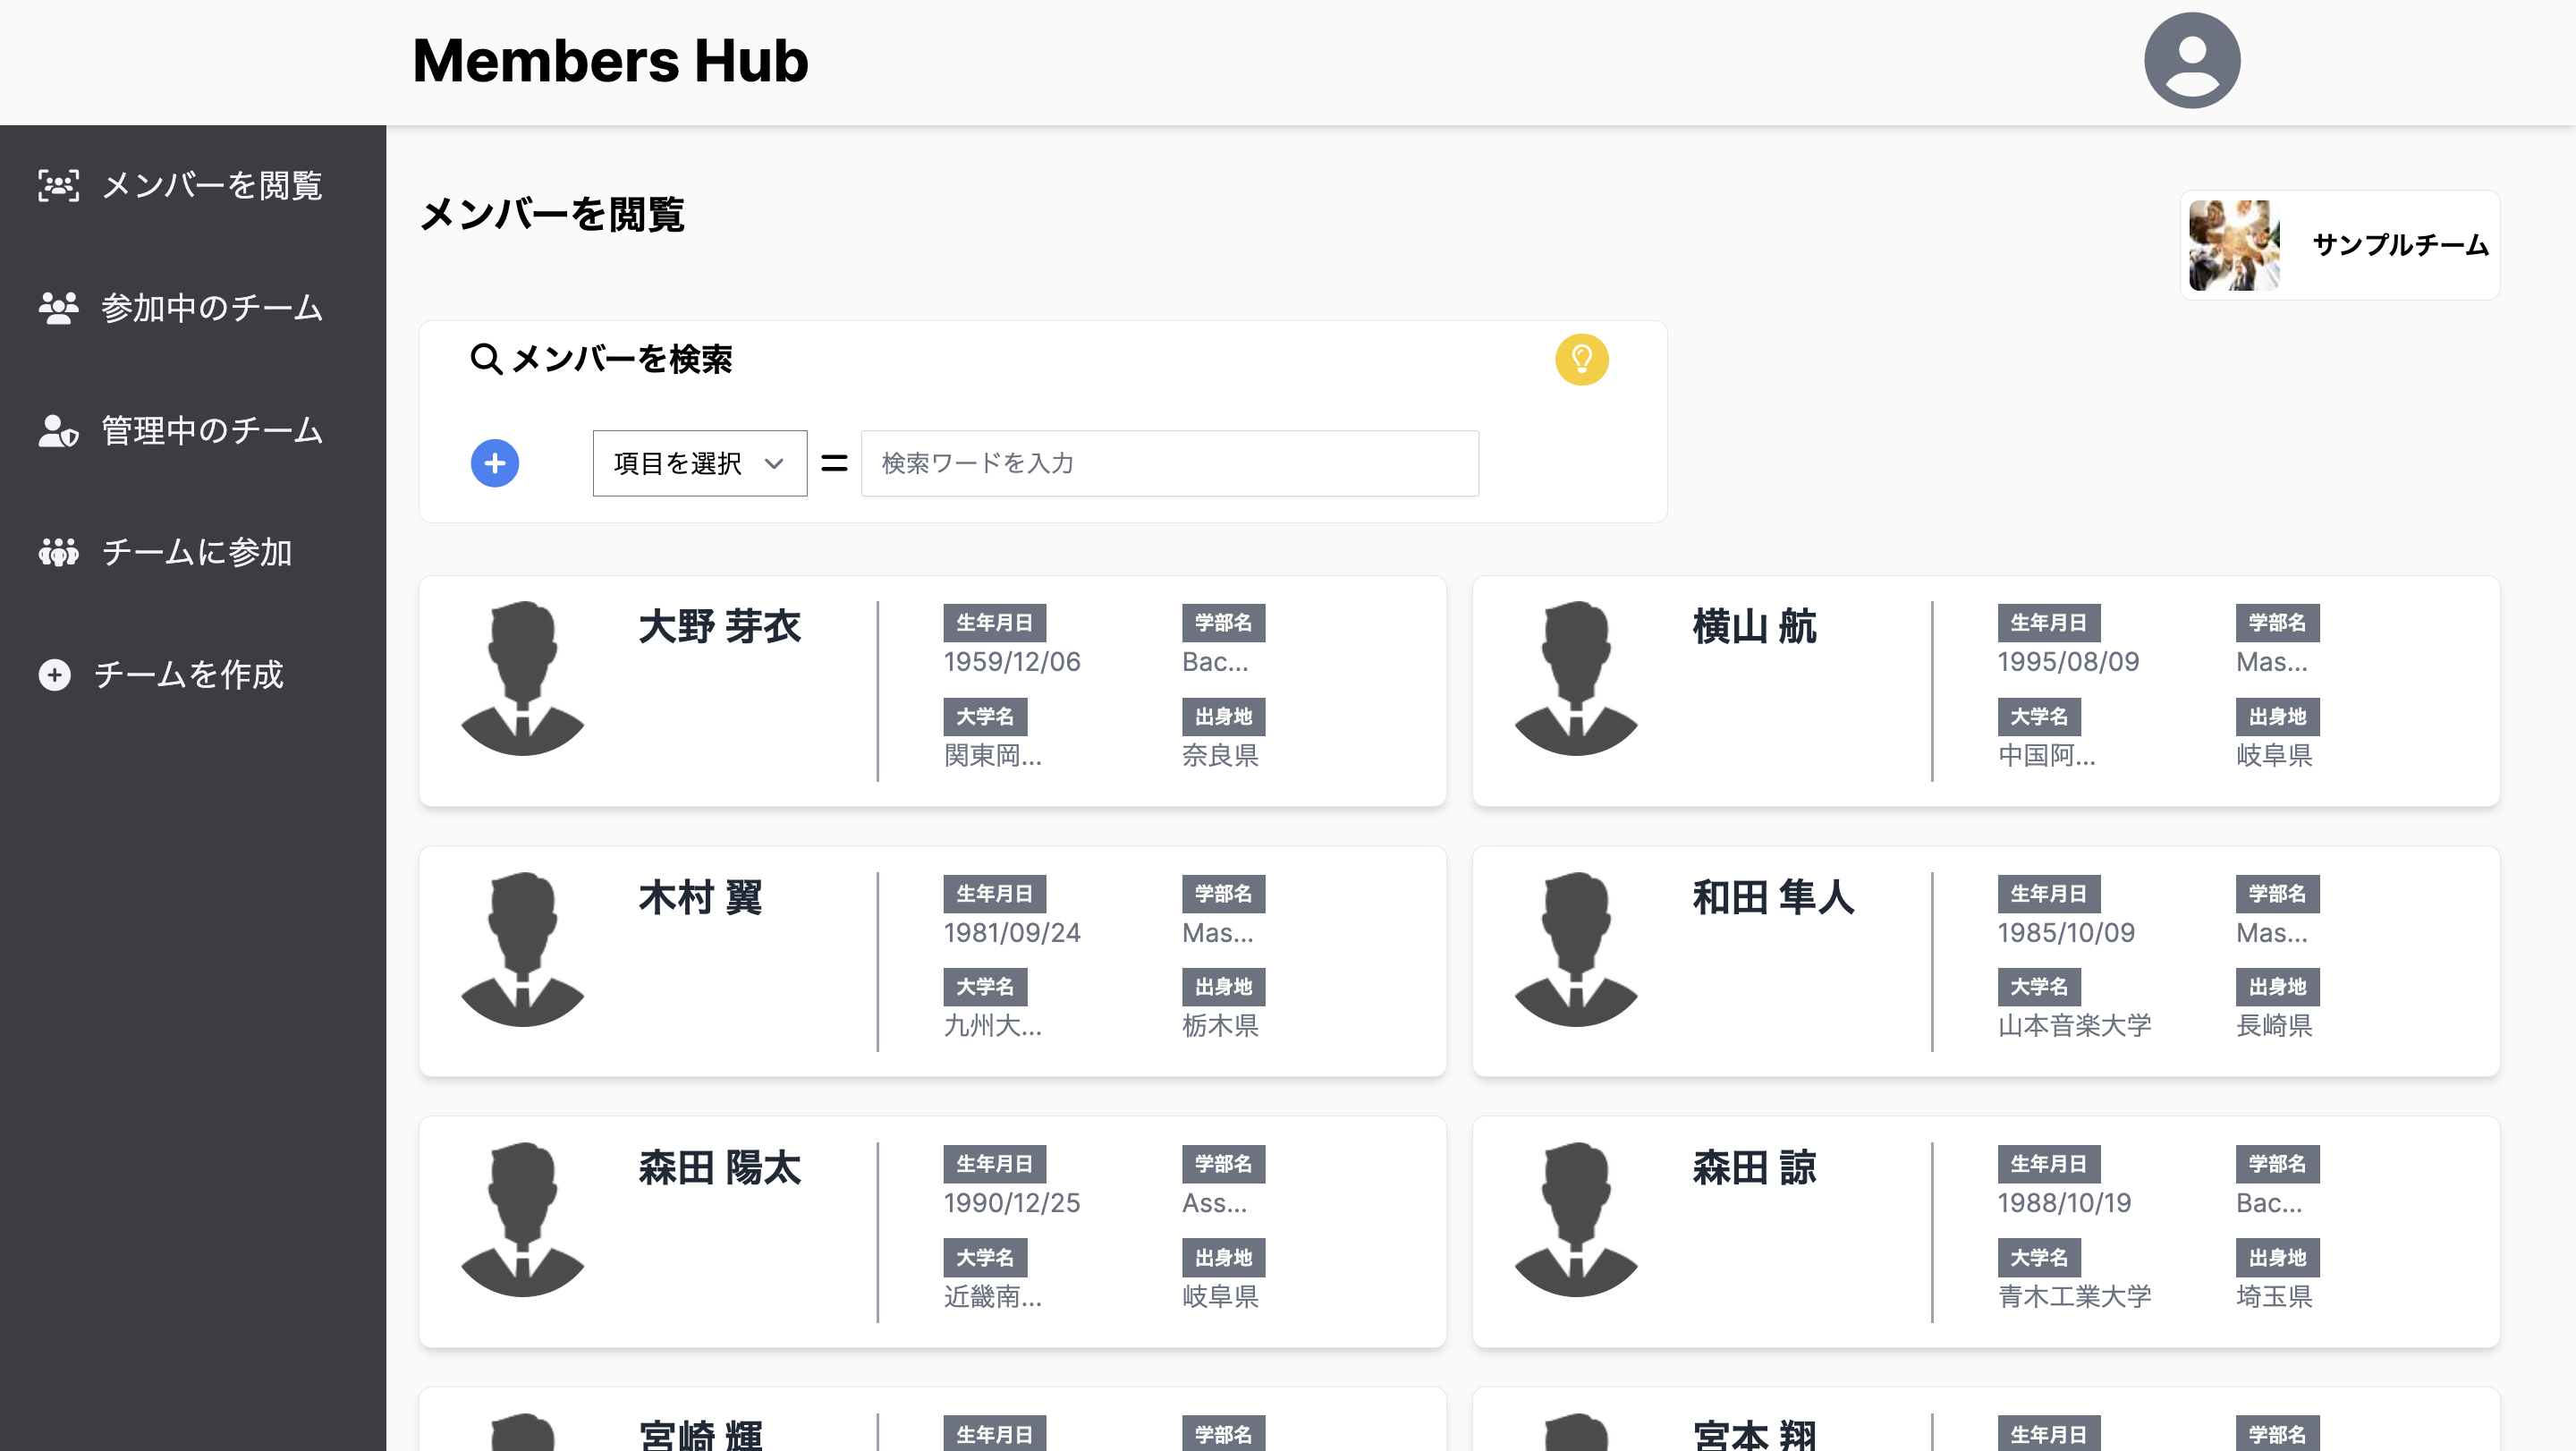 Members Hub
メンバーを閲覧
参加中のチーム
管理中のチーム
チームに参加
チームを作成
メンバーを閲覧
サンプルチーム
メンバーを検索
項目を選択 = 検索ワードを入力
大野 芽衣
生年月日 学部名
1959/12/06 Bac...
大学名 出身地
関東岡... 奈良県
横山 航
生年月日 学部名
1995/08/09 Mas...
大学名 出身地
中国阿... 岐阜県
木村 翼
生年月日 学部名
1981/09/24 Mas...
大学名 出身地
九州大... 栃木県
和田 隼人
生年月日 学部名
1985/10/09 Mas...
大学名 出身地
山本音楽大学 長崎県
森田 陽太
生年月日 学部名
1990/12/25 Ass...
大学名 出身地
近畿南... 岐阜県
森田 諒
生年月日 学部名
1988/10/19 Bac...
大学名 出身地
青木工業大学 埼玉県
宮崎 輝
生年月日 学部名
宮本 翔
生年月日 学部名